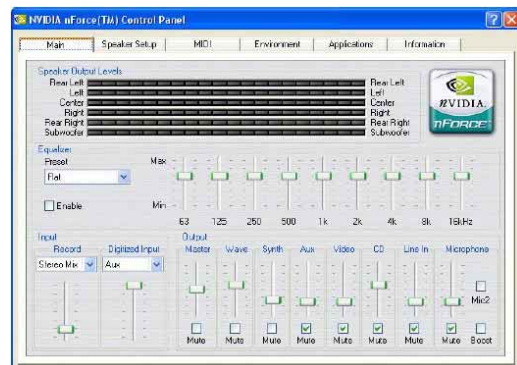 NVIDIA nForce(TM) Control Panel
Main Speaker Setup MIDI Environment Applications Information
Speaker Output Levels
Rear Left Rear Left
Left Left
Center Center
Right Right
Rear Right Rear Right
Subwoofer Subwoofer
NVIDIA
nFORCE
Equalizer
Preset
Flat
Enable
Max
Min
63 125 250 500 1k 2k 4k 8k 16kHz
Input
Record Digitized Input
Stereo Mix Aux
Output
Master Wave Synth Aux Video CD Line In Microphone
Mic2
Mute Mute Mute Mute Mute Mute Mute Mute Boost